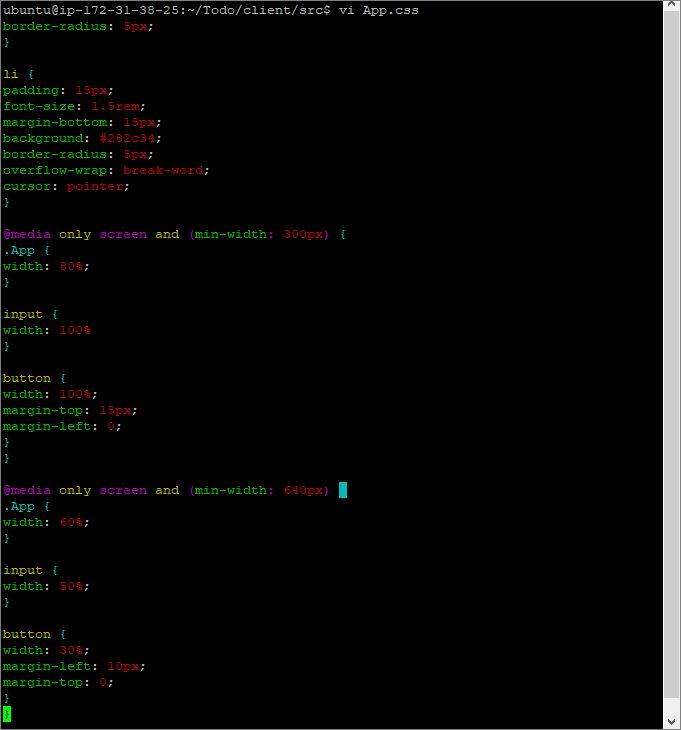 ubuntu@ip-172-31-38-25:~/Todo/client/src$ vi App.css
border-radius: 5px;
}
li {
padding: 15px;
font-size: 1.5rem;
margin-bottom: 15px;
background: #282c34;
border-radius: 5px;
overflow-wrap: break-word;
cursor: pointer;
}
@media only screen and (min-width: 300px) {
.App {
width: 80%;
}
input {
width: 100%
}
button {
width: 100%;
margin-top: 15px;
margin-left: 0;
}
}
@media only screen and (min-width: 640px)
.App {
width: 60%;
}
input {
width: 50%;
}
button {
width: 30%;
margin-left: 10px;
margin-top: 0;
}
}